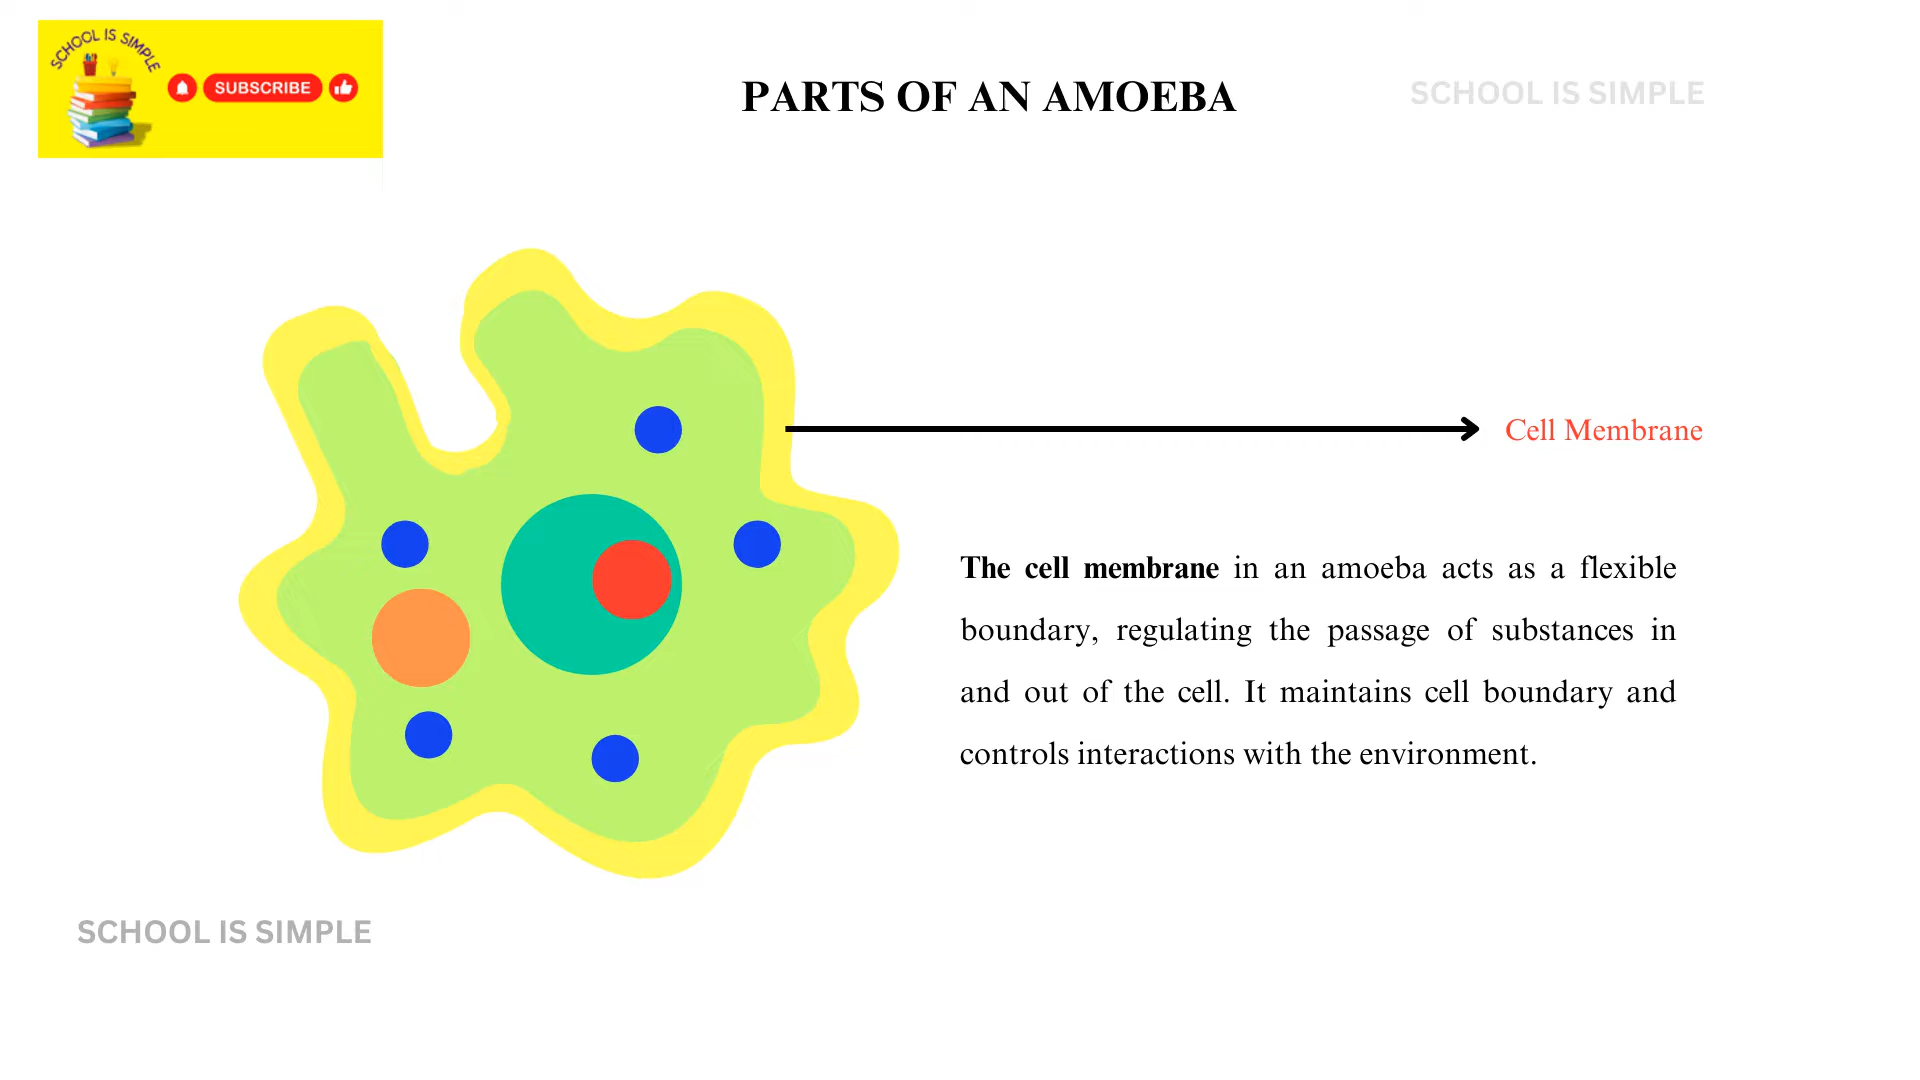 SCHOOL IS SIMPLE
SUBSCRIBE
PARTS OF AN AMOEBA
SCHOOL IS SIMPLE
Cell Membrane
The cell membrane in an amoeba acts as a flexible
boundary, regulating the passage of substances in
and out of the cell. It maintains cell boundary and
controls interactions with the environment.
SCHOOL IS SIMPLE